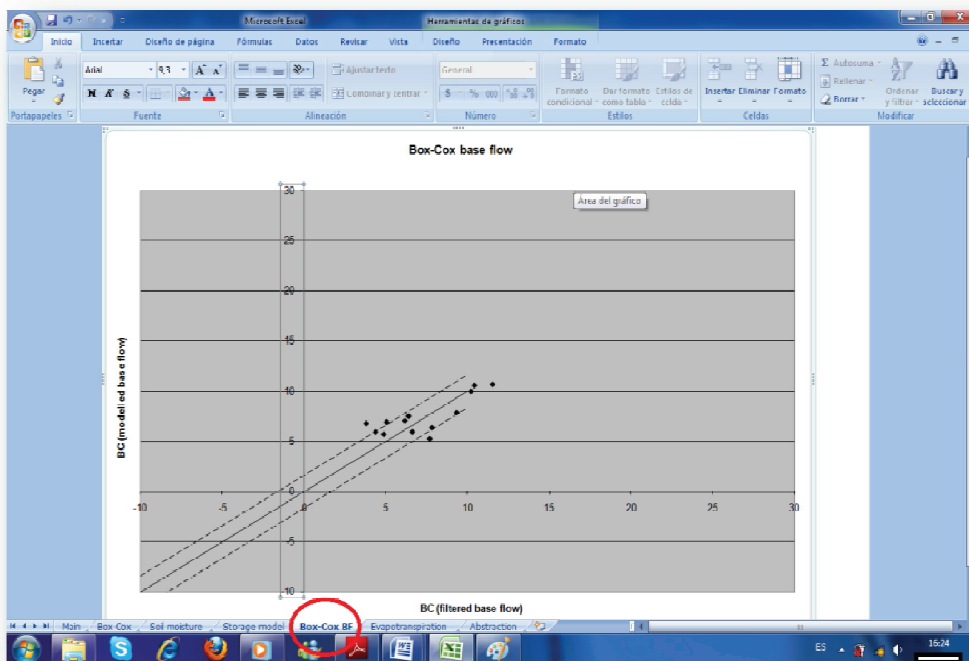 Microsoft Excel
Herramientas de gráficos
Inicio Insertar Diseño de página Fórmulas Datos Revisar Vista Diseño Presentación Formato
Arial 9,3 A A Ajustar texto General Σ Autosuma
Pegar N K S A Combinar y centrar $ % 000 Formato condicional Dar formato como tabla Estilos de celda Insertar Eliminar Formato Rellenar Borrar Ordenar y filtrar Buscar y seleccionar
Portapapeles Fuente Alineación Número Estilos Celdas Modificar
Box-Cox base flow
Área del gráfico
30
25
20
15
10
5
0
-10 -5 0 5 10 15 20 25 30
-5
-10
BC (modelled base flow)
BC (filtered base flow)
Main Box-Cox Soil moisture Storage model Box-Cox BF Evapotranspiration Abstraction
ES 16:24